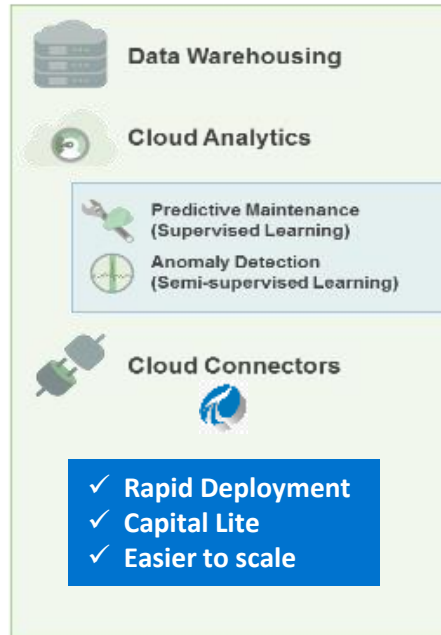 Data Warehousing
Cloud Analytics
Predictive Maintenance
(Supervised Learning)
Anomaly Detection
(Semi-supervised Learning)
Cloud Connectors
✓ Rapid Deployment
✓ Capital Lite
✓ Easier to scale